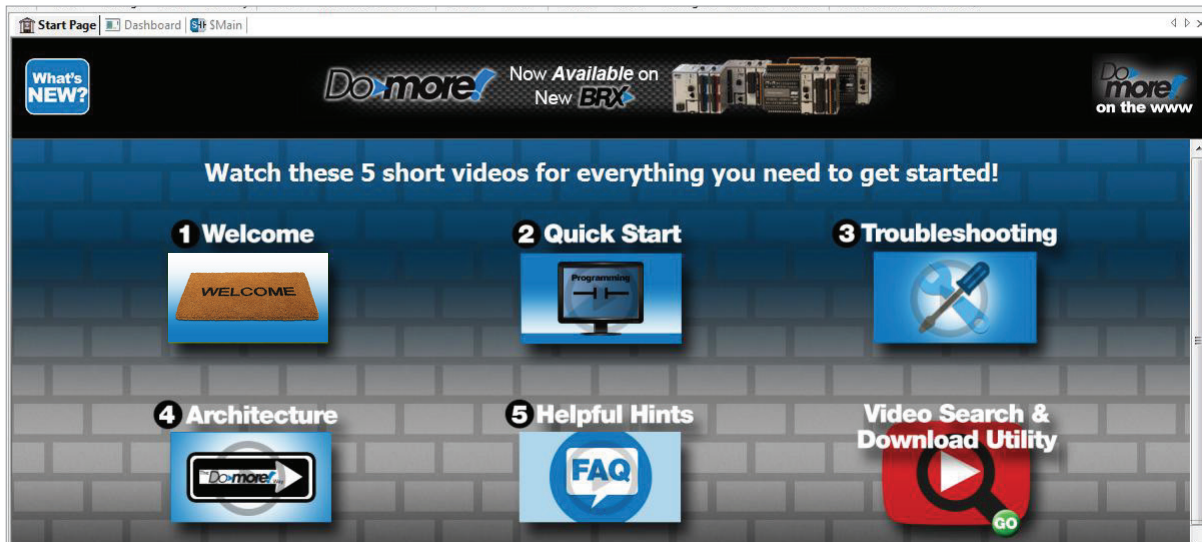 Start Page Dashboard $Main
What's
NEW?
Do-more!
Now Available on
New BRX
Do-more!
on the www
Watch these 5 short videos for everything you need to get started!
1 Welcome
WELCOME
2 Quick Start
Programming
3 Troubleshooting
4 Architecture
The Do-more!
5 Helpful Hints
FAQ
Video Search &
Download Utility
GO